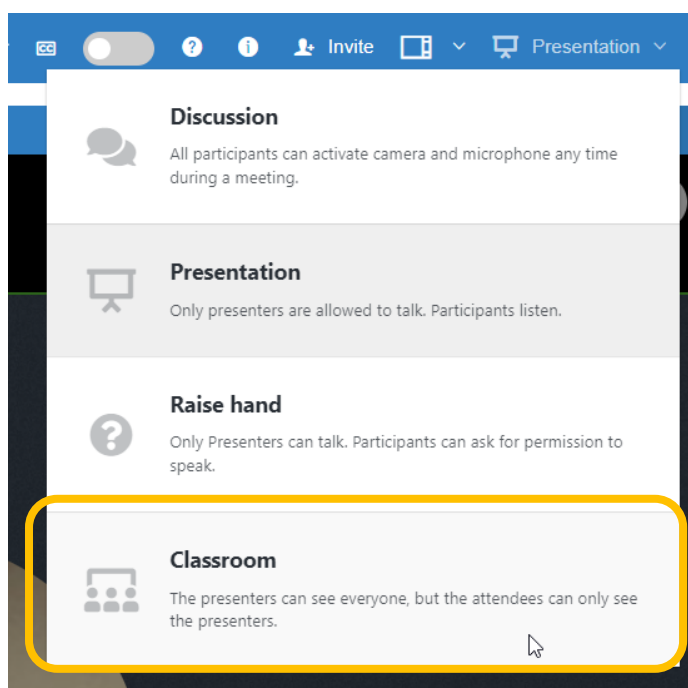 CC ? i Invite Presentation
Discussion
All participants can activate camera and microphone any time
during a meeting.
Presentation
Only presenters are allowed to talk. Participants listen.
Raise hand
?
Only Presenters can talk. Participants can ask for permission to
speak.
Classroom
The presenters can see everyone, but the attendees can only see
the presenters.